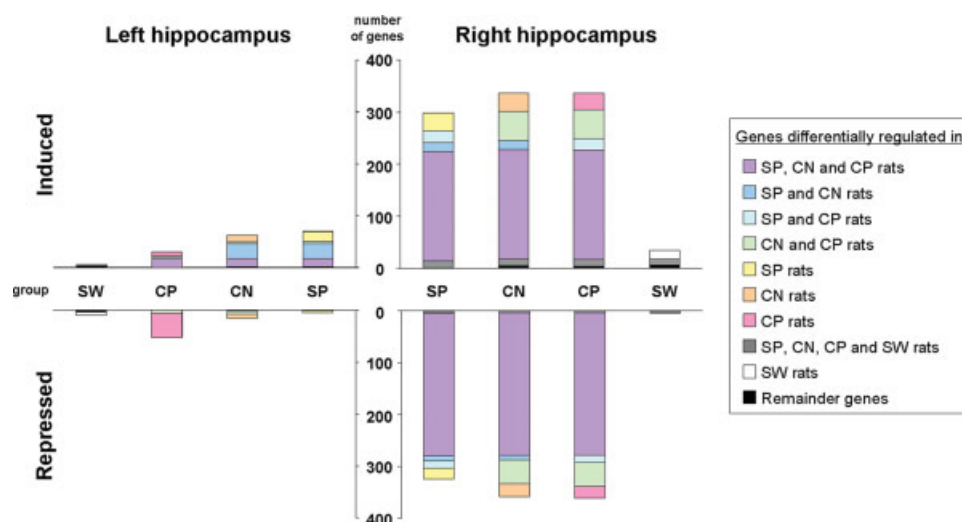 Left hippocampus
number
of genes
Right hippocampus
Induced
400
300
200
100
0
Genes differentially regulated in
SP, CN and CP rats
SP and CN rats
SP and CP rats
CN and CP rats
SP rats
CN rats
CP rats
SP, CN, CP and SW rats
SW rats
Remainder genes
group
SW
CP
CN
SP
SP
CN
CP
SW
Repressed
0
100
200
300
400